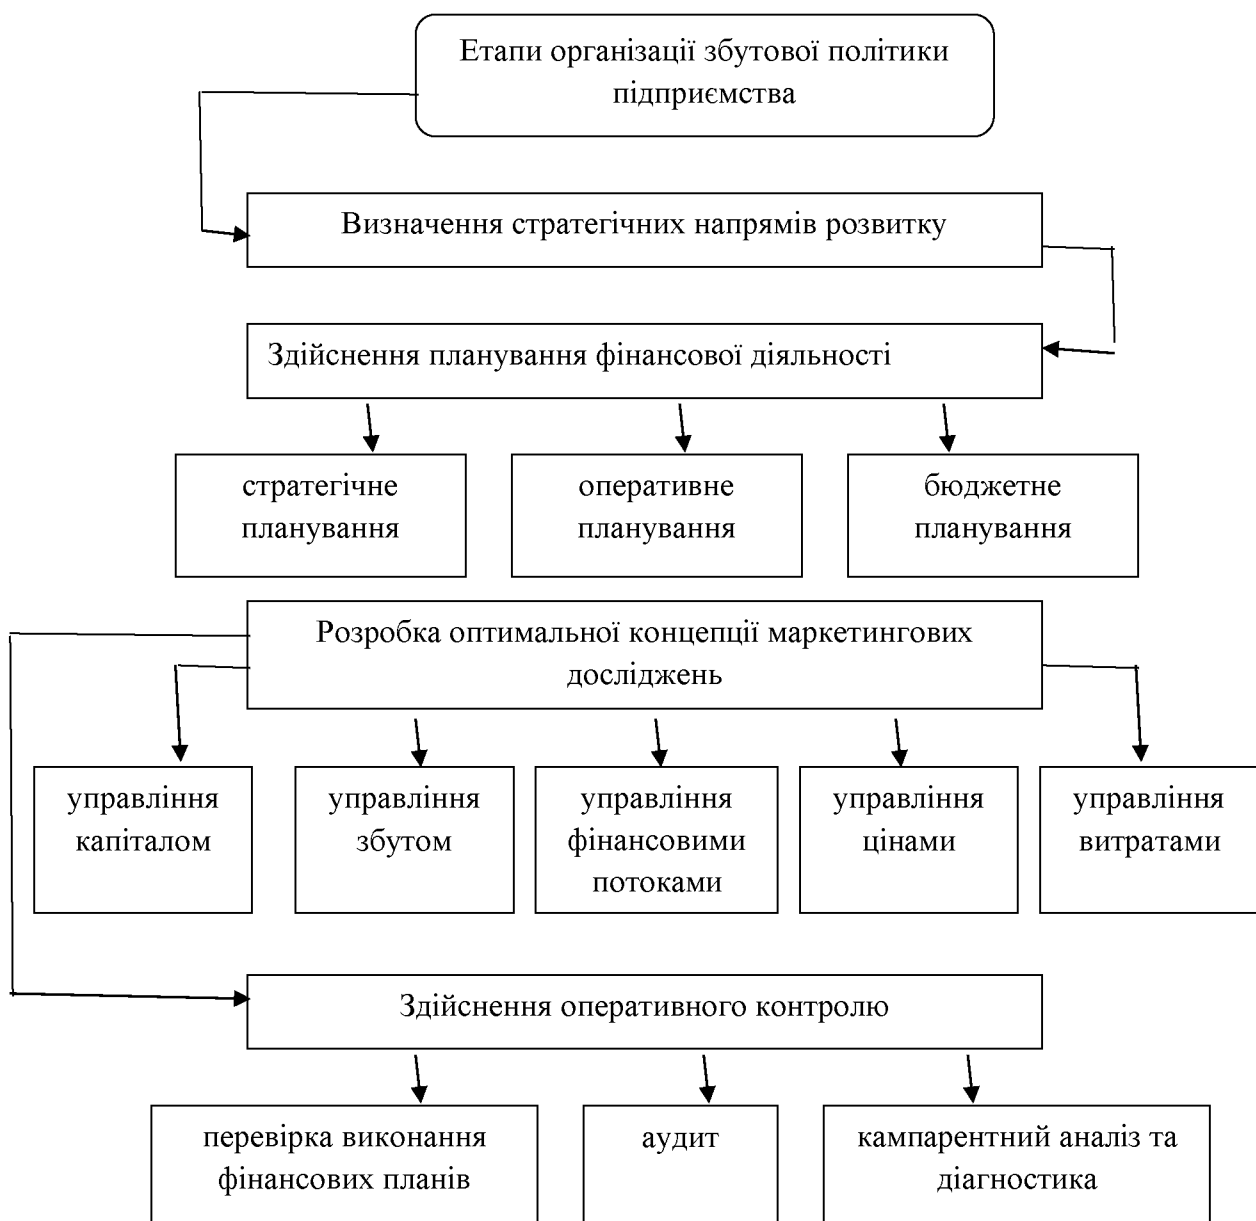 Етапи організації збутової політики
підприємства
Визначення стратегічних напрямів розвитку
Здійснення планування фінансової діяльності
стратегічне
планування
оперативне
планування
бюджетне
планування
Розробка оптимальної концепції маркетингових
досліджень
управління
капіталом
управління
збутом
управління
фінансовими
потоками
управління
цінами
управління
витратами
Здійснення оперативного контролю
перевірка виконання
фінансових планів
аудит
кампарентний аналіз та
діагностика